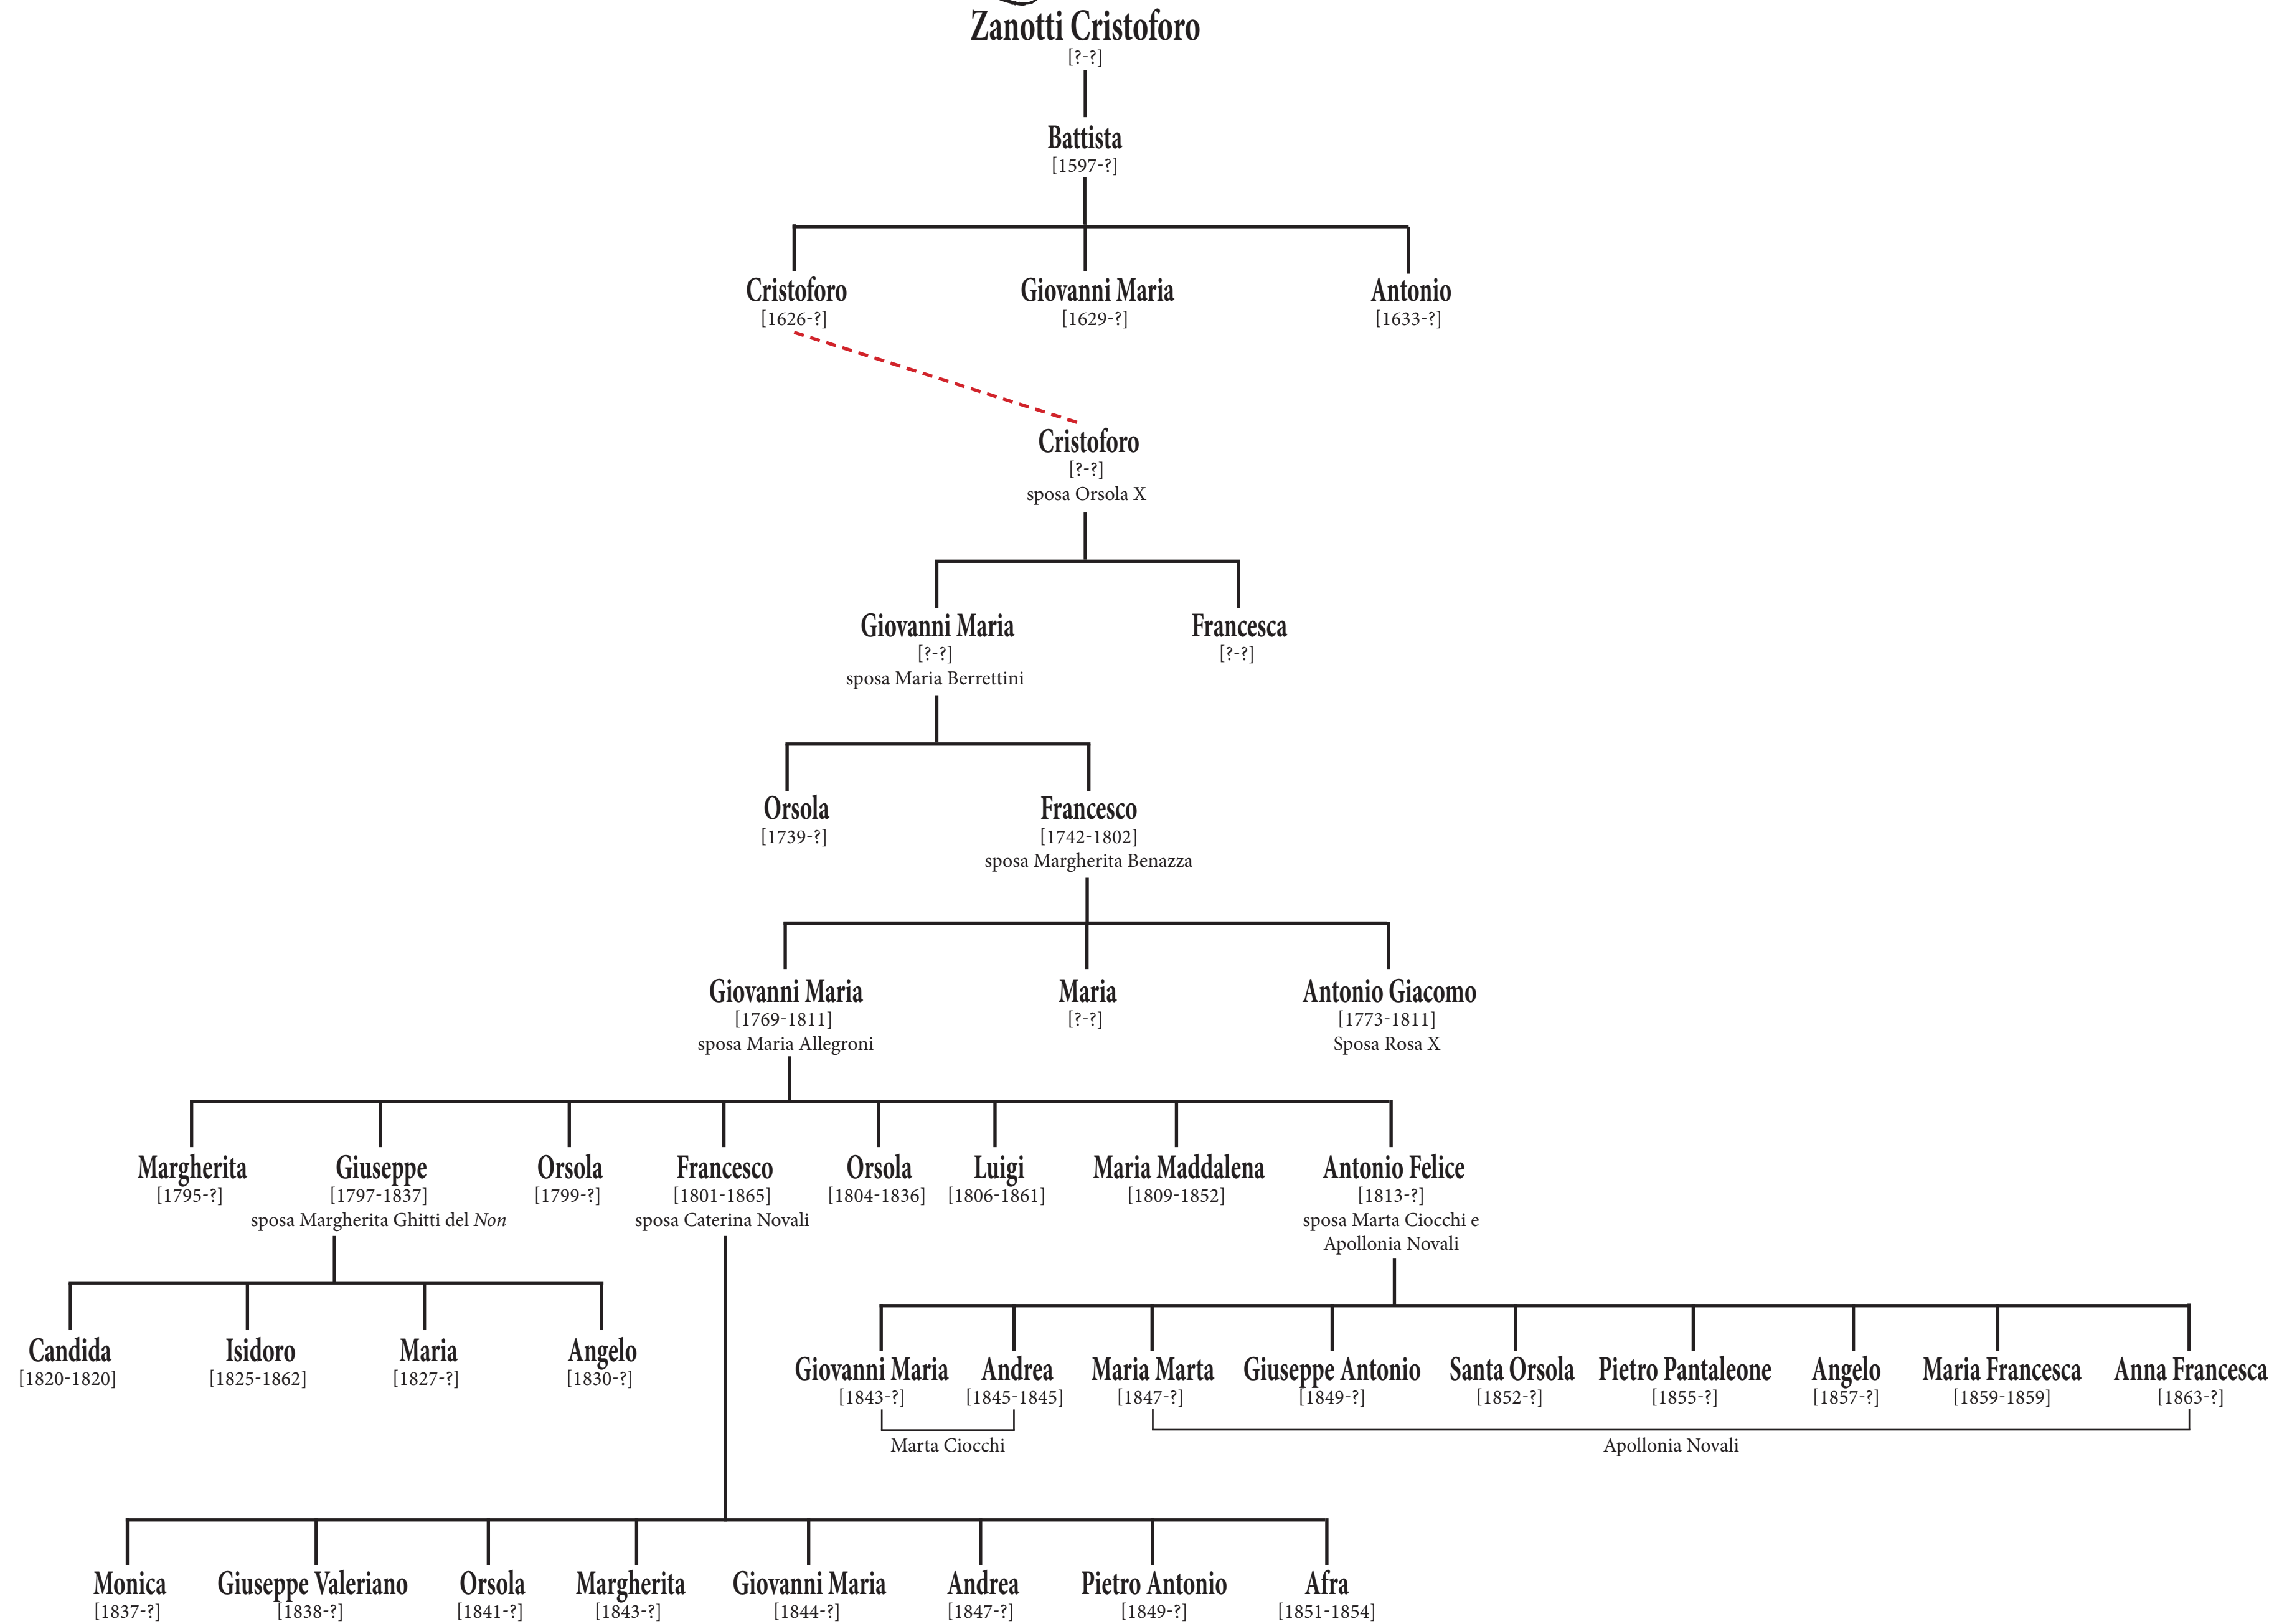 Zanotti Cristoforo
[?-?]
Battista
[1597-?]
Cristoforo
[1626-?]
Giovanni Maria
[1629-?]
Antonio
[1633-?]
Cristoforo
[?-?]
sposa Orsola X
Giovanni Maria
[?-?]
sposa Maria Berrettini
Francesca
[?-?]
Orsola
[1739-?]
Francesco
[1742-1802]
sposa Margherita Benazza
Giovanni Maria
[1769-1811]
sposa Maria Allegroni
Maria
[?-?]
Antonio Giacomo
[1773-1811]
Sposa Rosa X
Margherita
[1795-?]
Giuseppe
[1797-1837]
sposa Margherita Ghitti del Non
Orsola
[1799-?]
Francesco
[1801-1865]
sposa Caterina Novali
Orsola
[1804-1836]
Luigi
[1806-1861]
Maria Maddalena
[1809-1852]
Antonio Felice
[1813-?]
sposa Marta Ciocchi e
Apollonia Novali
Candida
[1820-1820]
Isidoro
[1825-1862]
Maria
[1827-?]
Angelo
[1830-?]
Giovanni Maria
[1843-?]
Andrea
[1845-1845]
Marta Ciocchi
Maria Marta
[1847-?]
Giuseppe Antonio
[1849-?]
Santa Orsola
[1852-?]
Pietro Pantaleone
[1855-?]
Angelo
[1857-?]
Maria Francesca
[1859-1859]
Anna Francesca
[1863-?]
Apollonia Novali
Monica
[1837-?]
Giuseppe Valeriano
[1838-?]
Orsola
[1841-?]
Margherita
[1843-?]
Giovanni Maria
[1844-?]
Andrea
[1847-?]
Pietro Antonio
[1849-?]
Afra
[1851-1854]